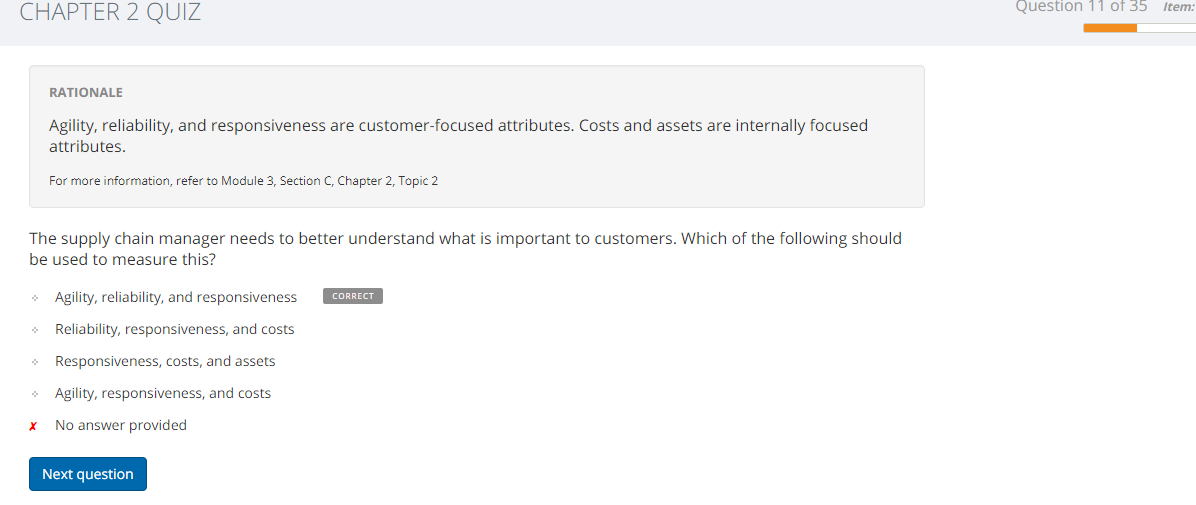 CHAPTER 2 QUIZ
Question 11 of 35 Item:
RATIONALE
Agility, reliability, and responsiveness are customer-focused attributes. Costs and assets are internally focused
attributes.
For more information, refer to Module 3, Section C, Chapter 2, Topic 2
The supply chain manager needs to better understand what is important to customers. Which of the following should
be used to measure this?
Agility, reliability, and responsiveness CORRECT
Reliability, responsiveness, and costs
Responsiveness, costs, and assets
Agility, responsiveness, and costs
✗ No answer provided
Next question